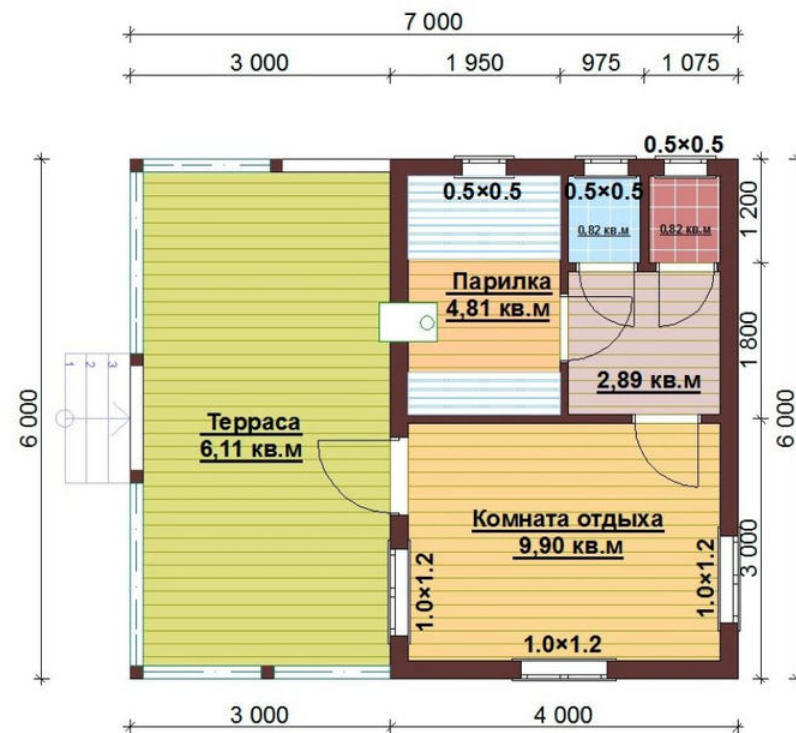 7 000
3 000
1 950
975
1 075
0.5×0.5
0.5×0.5
0.5×0.5
1 200
0,82 кв.м
0,82 кв.м
Парилка
4,81 кв.м
1 800
2,89 кв.м
1
2
3
6 000
6 000
Терраса
6,11 кв.м
Комната отдыха
9,90 кв.м
1.0×1.2
1.0×1.2
3 000
1.0×1.2
3 000
4 000